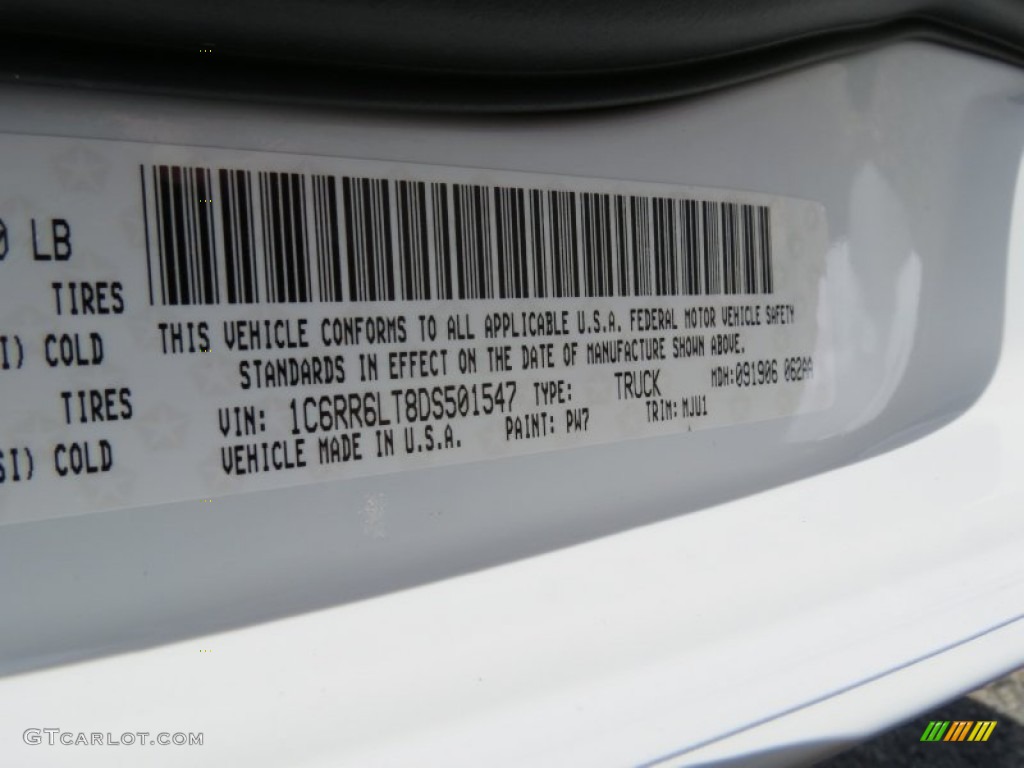 LB
TIRES
COLD
TIRES
COLD
THIS VEHICLE CONFORMS TO ALL APPLICABLE U.S.A. FEDERAL MOTOR VEHICLE SAFETY
STANDARDS IN EFFECT ON THE DATE OF MANUFACTURE SHOWN ABOVE.
VIN: 1C6RR6LT8DS501547 TYPE: TRUCK MDH:091906 062AA
VEHICLE MADE IN U.S.A. PAINT: PW7 TRIM: MJU1
GTCARLOT.COM